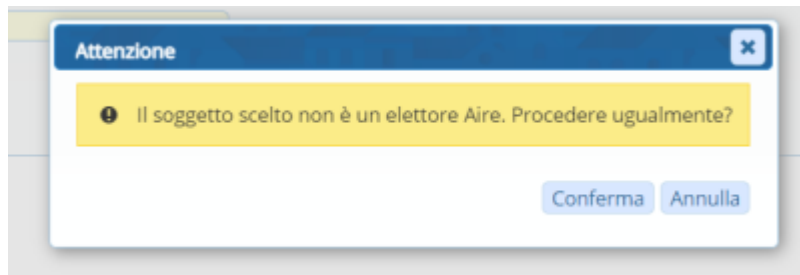 Attenzione
Il soggetto scelto non è un elettore Aire. Procedere ugualmente?
Conferma Annulla